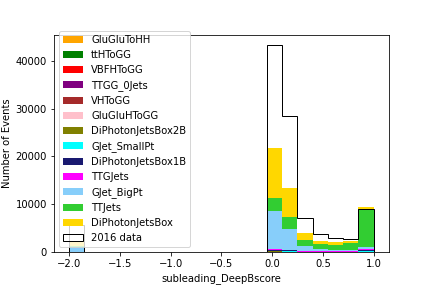 GluGluToHH
ttHToGG
VBFHToGG
TTGG_0Jets
VHToGG
GluGluHToGG
DiPhotonJetsBox2B
GJet_SmallPt
DiPhotonJetsBox1B
TTGJets
GJet_BigPt
TTJets
DiPhotonJetsBox
2016 data
Number of Events
40000
30000
20000
10000
0
−2.0 −1.5 −1.0 −0.5 0.0 0.5 1.0
subleading_DeepBscore